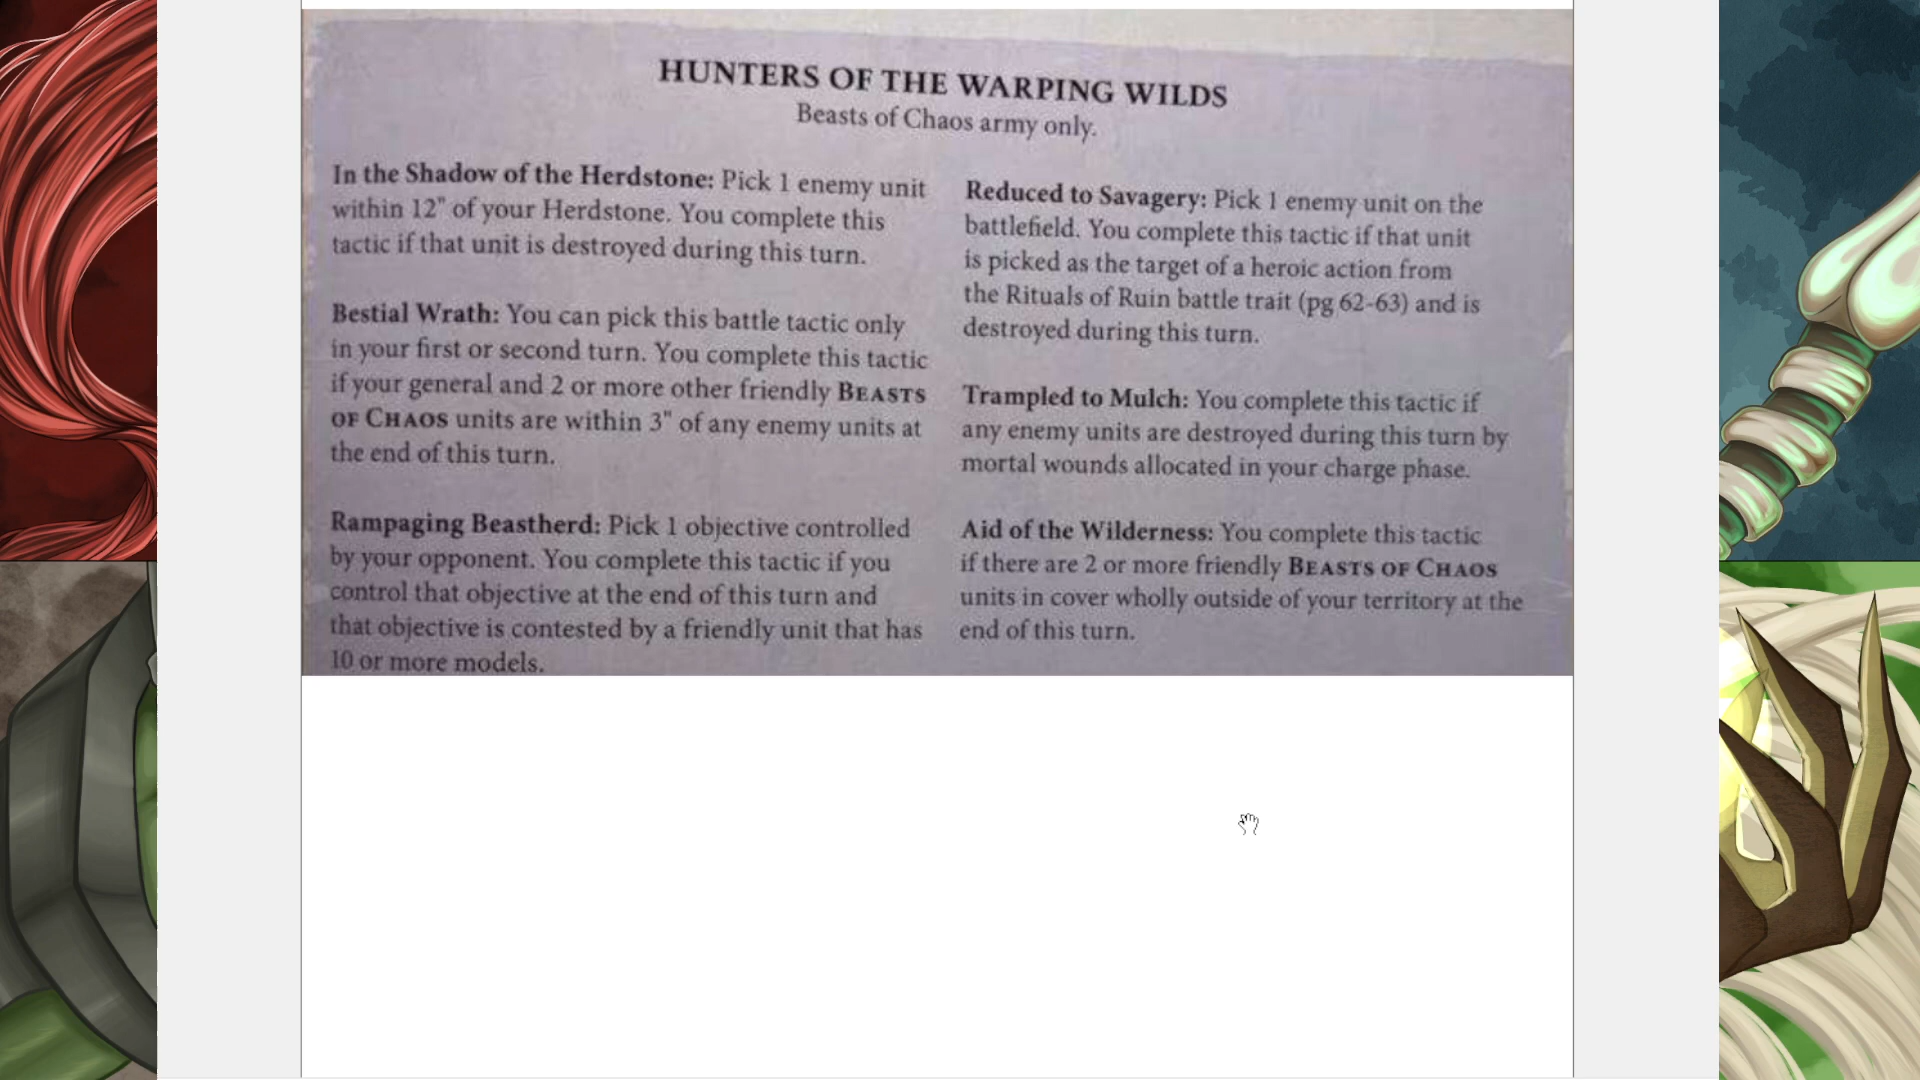 HUNTERS OF THE WARPING WILDS
Beasts of Chaos army only.
In the Shadow of the Herdstone: Pick 1 enemy unit
within 12" of your Herdstone. You complete this
tactic if that unit is destroyed during this turn.
Bestial Wrath: You can pick this battle tactic only
in your first or second turn. You complete this tactic
if your general and 2 or more other friendly BEASTS
OF CHAOS units are within 3" of any enemy units at
the end of this turn.
Rampaging Beastherd: Pick 1 objective controlled
by your opponent. You complete this tactic if you
control that objective at the end of this turn and
that objective is contested by a friendly unit that has
10 or more models.
Reduced to Savagery: Pick 1 enemy unit on the
battlefield. You complete this tactic if that unit
is picked as the target of a heroic action from
the Rituals of Ruin battle trait (pg 62-63) and is
destroyed during this turn.
Trampled to Mulch: You complete this tactic if
any enemy units are destroyed during this turn by
mortal wounds allocated in your charge phase.
Aid of the Wilderness: You complete this tactic
if there are 2 or more friendly BEASTS OF CHAOS
units in cover wholly outside of your territory at the
end of this turn.